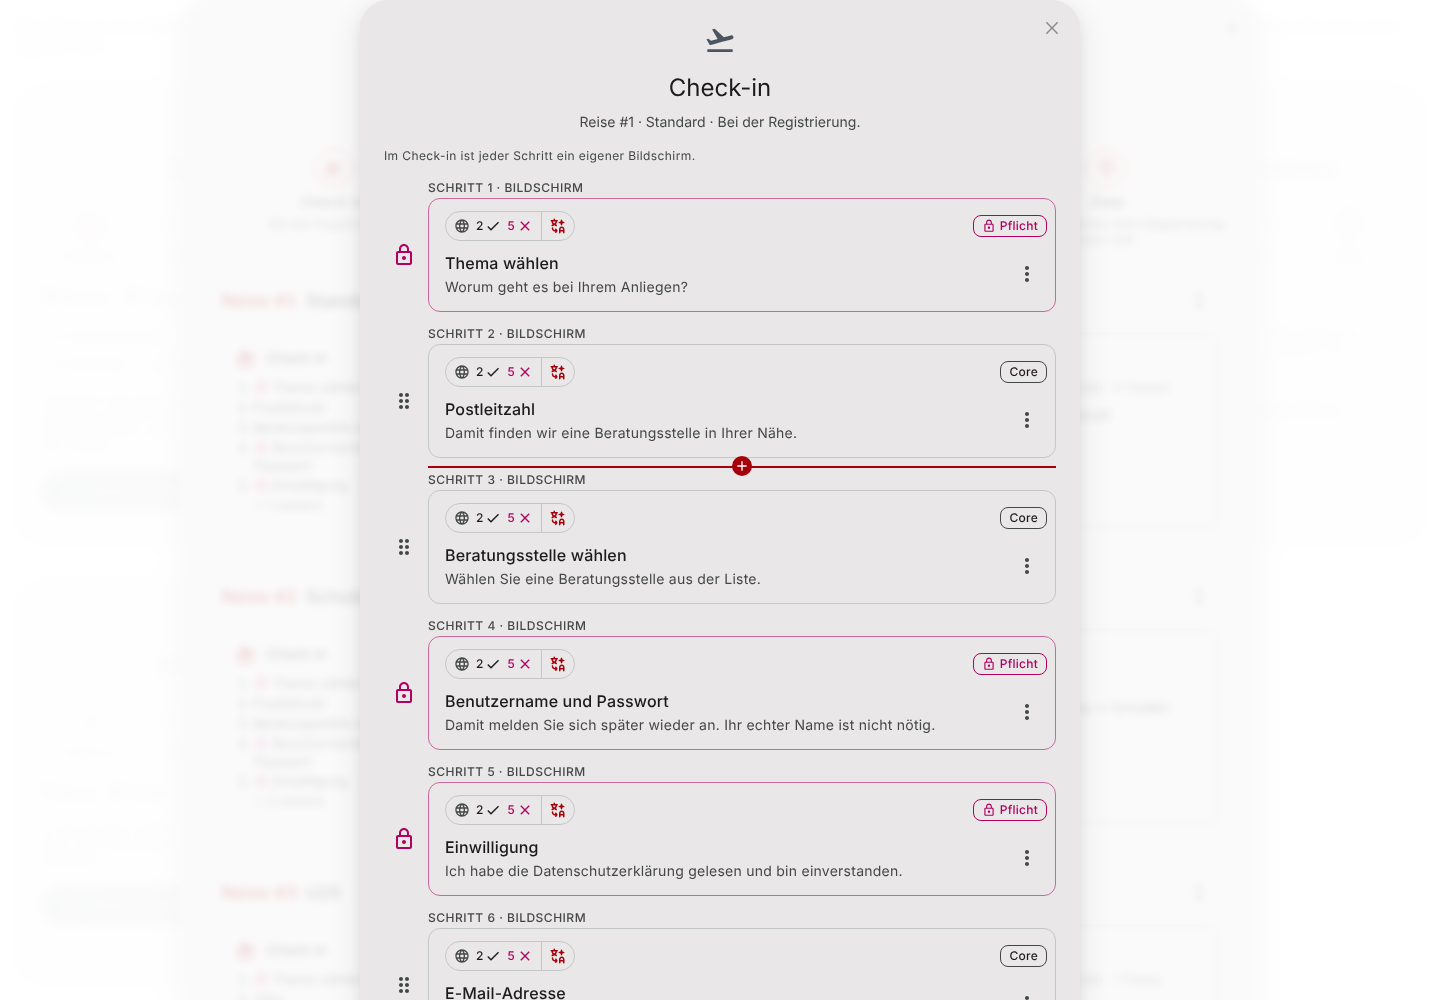 Check-in
Reise #1 · Standard · Bei der Registrierung.
Im Check-in ist jeder Schritt ein eigener Bildschirm.
SCHRITT 1 · BILDSCHIRM
2 5
Pflicht
Thema wählen
Worum geht es bei Ihrem Anliegen?
SCHRITT 2 · BILDSCHIRM
2 5
Core
Postleitzahl
Damit finden wir eine Beratungsstelle in Ihrer Nähe.
SCHRITT 3 · BILDSCHIRM
2 5
Core
Beratungsstelle wählen
Wählen Sie eine Beratungsstelle aus der Liste.
SCHRITT 4 · BILDSCHIRM
2 5
Pflicht
Benutzername und Passwort
Damit melden Sie sich später wieder an. Ihr echter Name ist nicht nötig.
SCHRITT 5 · BILDSCHIRM
2 5
Pflicht
Einwilligung
Ich habe die Datenschutzerklärung gelesen und bin einverstanden.
SCHRITT 6 · BILDSCHIRM
2 5
Core
E-Mail-Adresse